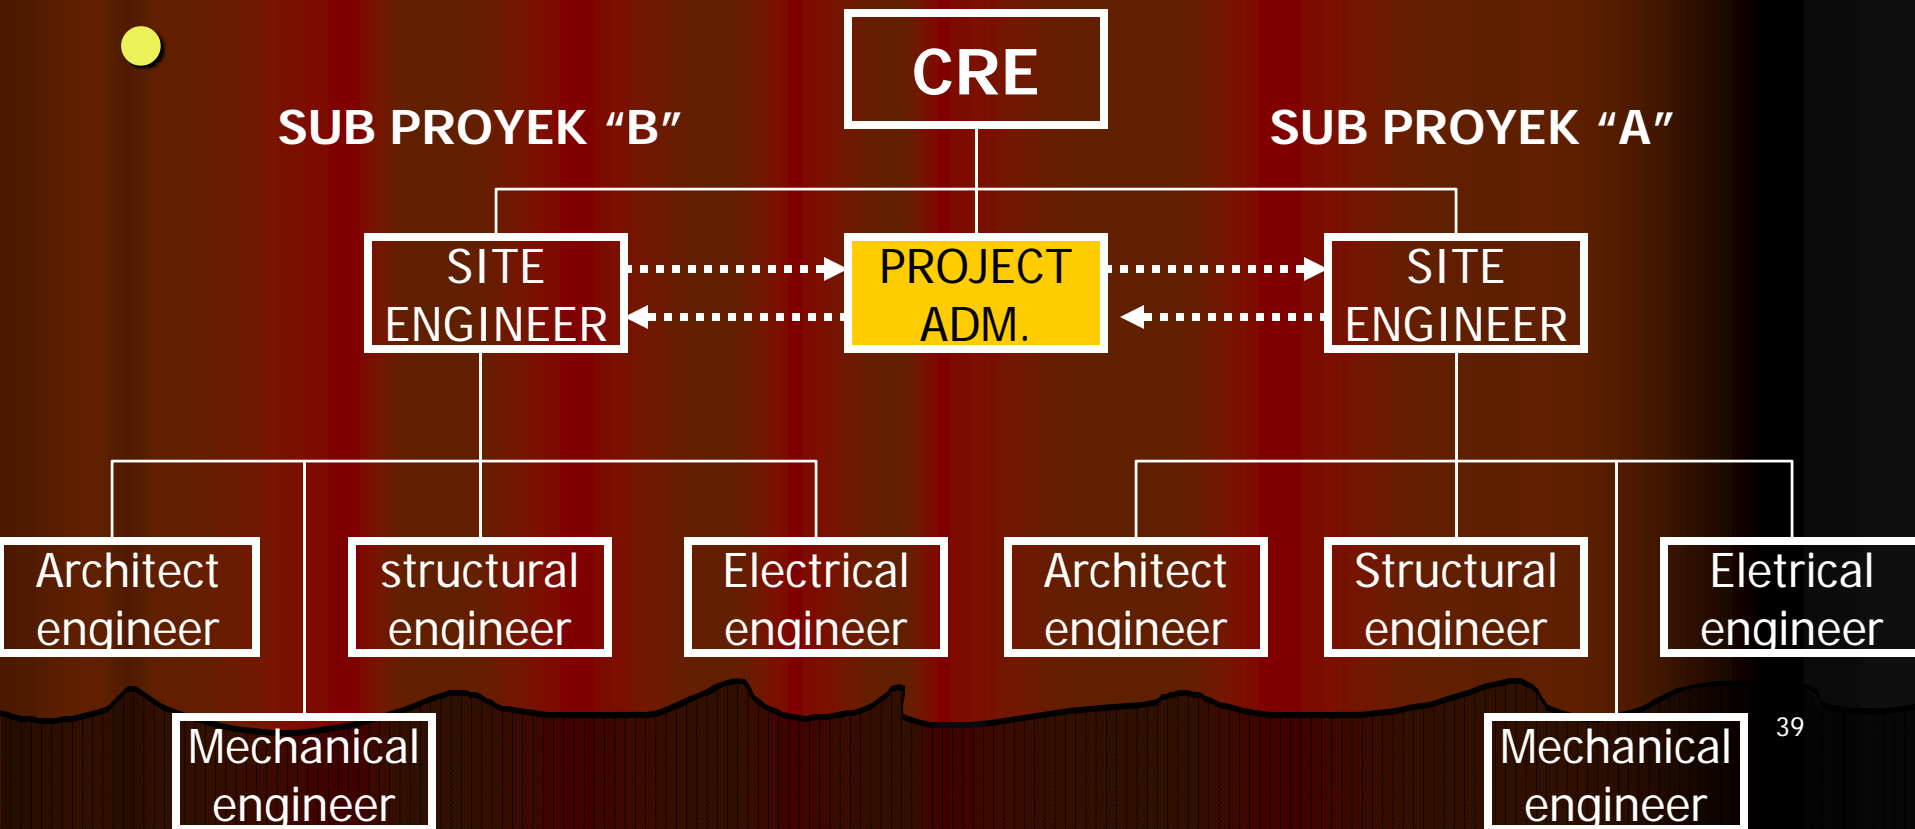 CRE
SUB PROYEK “B”
SUB PROYEK “A”
SITE
ENGINEER
PROJECT
ADM.
SITE
ENGINEER
Architect
engineer
structural
engineer
Electrical
engineer
Architect
engineer
Structural
engineer
Eletrical
engineer
Mechanical
engineer
Mechanical
engineer
39